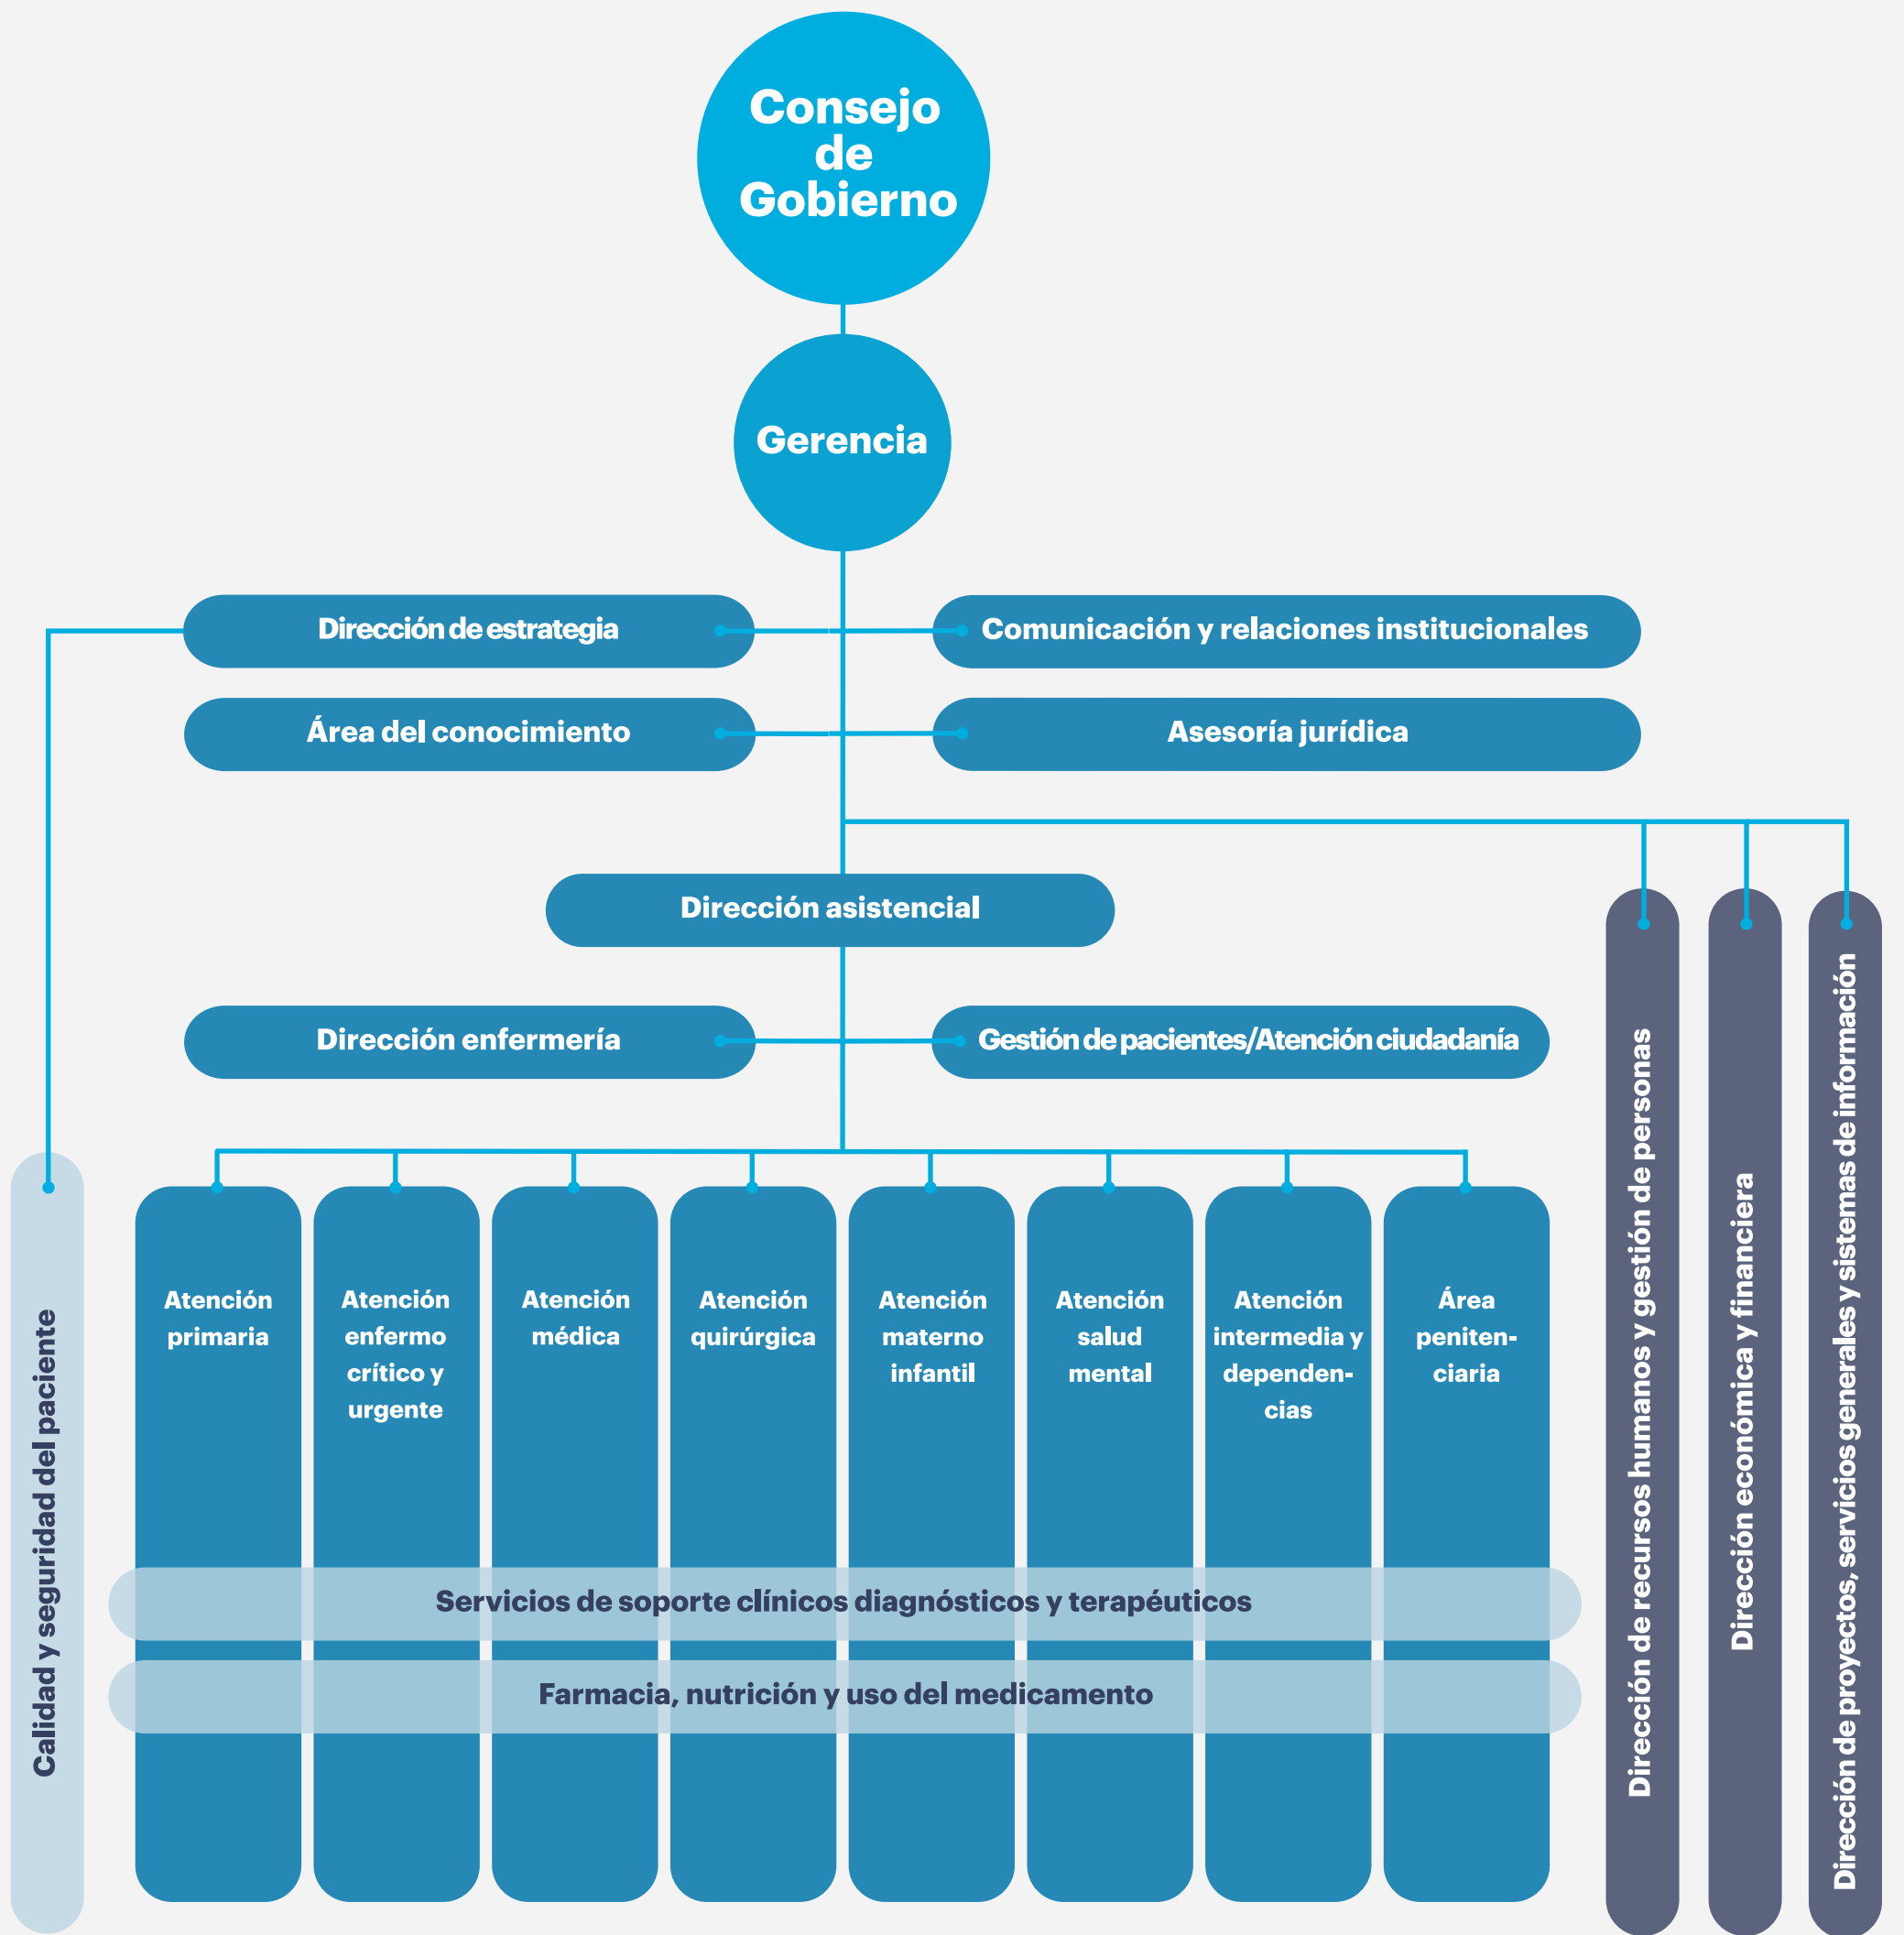 Consejo
de
Gobierno
Gerencia
Dirección de estrategia
Comunicación y relaciones institucionales
Área del conocimiento
Asesoría jurídica
Dirección asistencial
Dirección enfermería
Gestión de pacientes/Atención ciudadanía
Calidad y seguridad del paciente
Atención
primaria
Atención
enfermo
crítico y
urgente
Atención
médica
Atención
quirúrgica
Atención
materno
infantil
Atención
salud
mental
Atención
intermedia y
dependen-
cias
Área
peniten-
ciaria
Servicios de soporte clínicos diagnósticos y terapéuticos
Farmacia, nutrición y uso del medicamento
Dirección de recursos humanos y gestión de personas
Dirección económica y financiera
Dirección de proyectos, servicios generales y sistemas de información